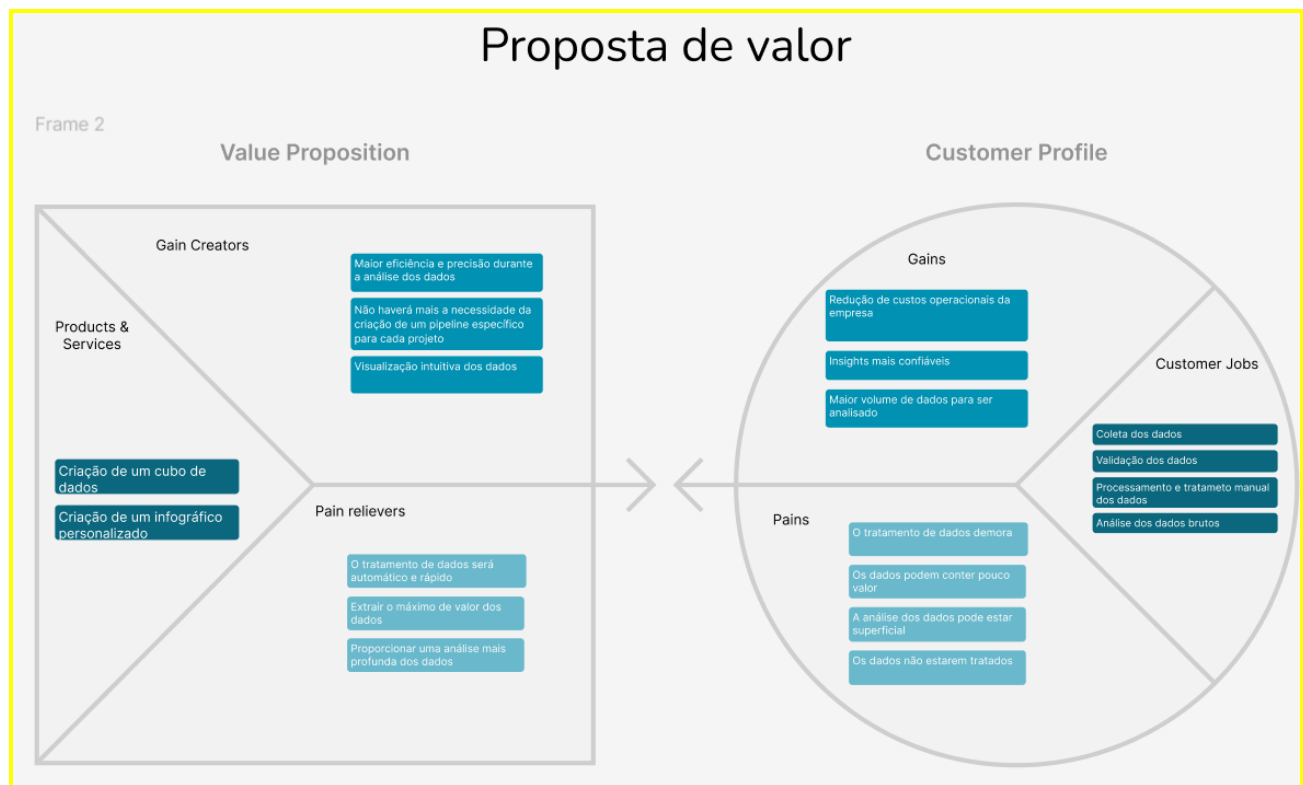 Proposta de valor
Frame 2
Value Proposition
Customer Profile
Gain Creators
Maior eficiência e precisão durante
a análise dos dados
Não haverá mais a necessidade da
criação de um pipeline específico
para cada projeto
Visualização intuitiva dos dados
Products &
Services
Criação de um cubo de
dados
Criação de um infográfico
personalizado
Pain relievers
O tratamento de dados será
automático e rápido
Extrair o máximo de valor dos
dados
Proporcionar uma análise mais
profunda dos dados
Gains
Redução de custos operacionais da
empresa
Insights mais confiáveis
Maior volume de dados para ser
analisado
Customer Jobs
Coleta dos dados
Validação dos dados
Processamento e tratameto manual
dos dados
Análise dos dados brutos
Pains
O tratamento de dados demora
Os dados podem conter pouco
valor
A análise dos dados pode estar
superficial
Os dados não estarem tratados